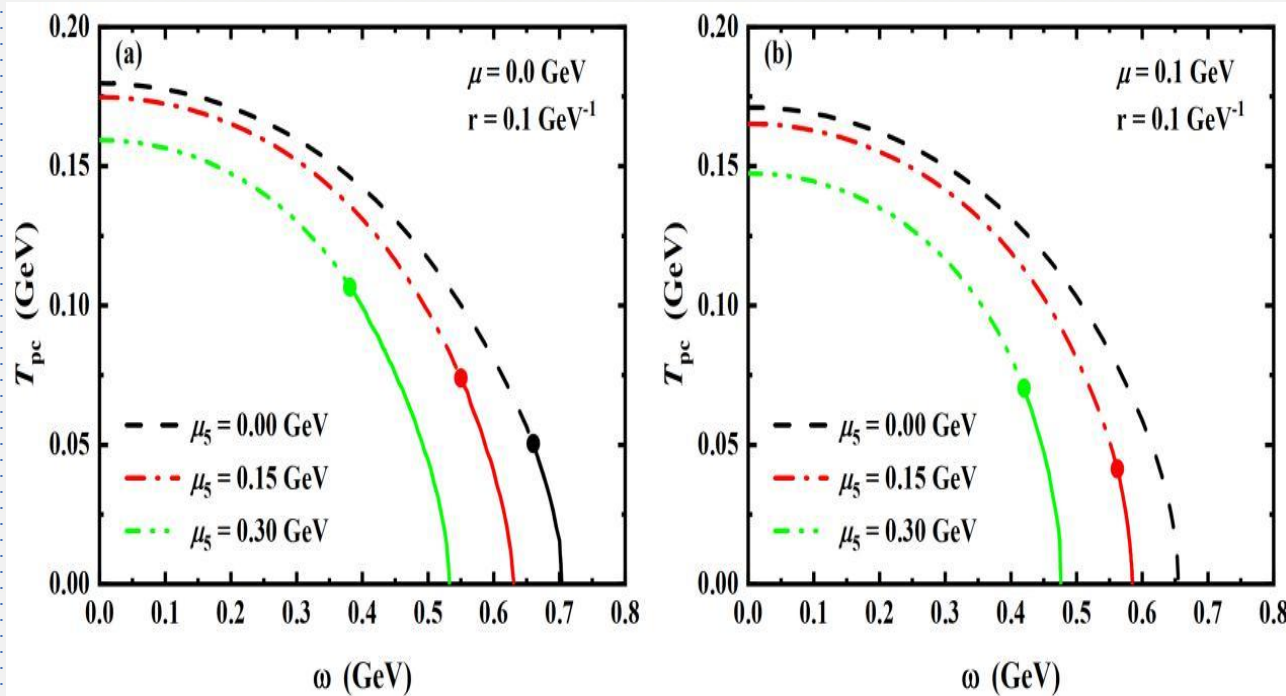 (a)
μ = 0.0 GeV
r = 0.1 GeV⁻¹
T_pc (GeV)
0.20
0.15
0.10
0.05
0.00
μ₅ = 0.00 GeV
μ₅ = 0.15 GeV
μ₅ = 0.30 GeV
0.0 0.1 0.2 0.3 0.4 0.5 0.6 0.7 0.8
ω (GeV)
(b)
μ = 0.1 GeV
r = 0.1 GeV⁻¹
T_pc (GeV)
0.20
0.15
0.10
0.05
0.00
μ₅ = 0.00 GeV
μ₅ = 0.15 GeV
μ₅ = 0.30 GeV
0.0 0.1 0.2 0.3 0.4 0.5 0.6 0.7 0.8
ω (GeV)